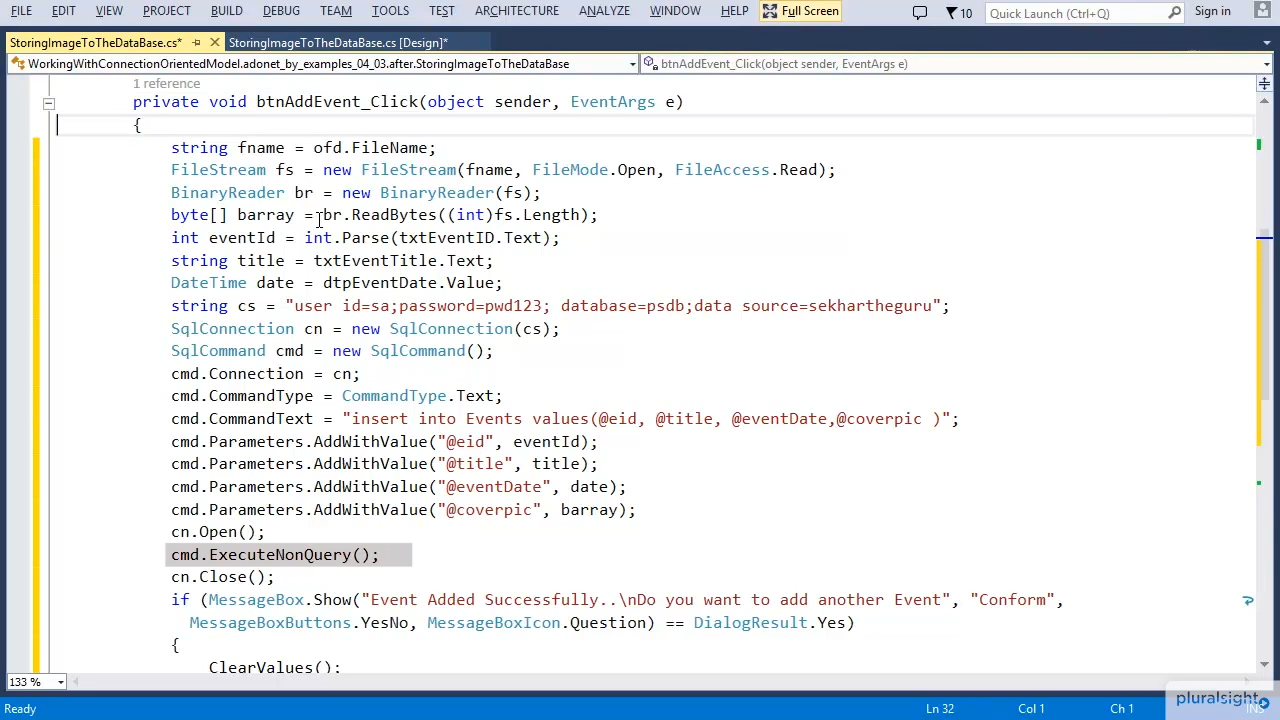 FILE EDIT VIEW PROJECT BUILD DEBUG TEAM TOOLS TEST ARCHITECTURE ANALYZE WINDOW HELP Full Screen 10 Quick Launch (Ctrl+Q) Sign in
StoringImageToTheDataBase.cs* StoringImageToTheDataBase.cs [Design]*
WorkingWithConnectionOrientedModel.adonet_by_examples_04_03.after.StoringImageToTheDataBase btnAddEvent_Click(object sender, EventArgs e)
1 reference
private void btnAddEvent_Click(object sender, EventArgs e)
{
string fname = ofd.FileName;
FileStream fs = new FileStream(fname, FileMode.Open, FileAccess.Read);
BinaryReader br = new BinaryReader(fs);
byte[] barray = br.ReadBytes((int)fs.Length);
int eventId = int.Parse(txtEventID.Text);
string title = txtEventTitle.Text;
DateTime date = dtpEventDate.Value;
string cs = "user id=sa;password=pwd123; database=psdb;data source=sekhartheguru";
SqlConnection cn = new SqlConnection(cs);
SqlCommand cmd = new SqlCommand();
cmd.Connection = cn;
cmd.CommandType = CommandType.Text;
cmd.CommandText = "insert into Events values(@eid, @title, @eventDate,@coverpic )";
cmd.Parameters.AddWithValue("@eid", eventId);
cmd.Parameters.AddWithValue("@title", title);
cmd.Parameters.AddWithValue("@eventDate", date);
cmd.Parameters.AddWithValue("@coverpic", barray);
cn.Open();
cmd.ExecuteNonQuery();
cn.Close();
if (MessageBox.Show("Event Added Successfully..\nDo you want to add another Event", "Conform",
MessageBoxButtons.YesNo, MessageBoxIcon.Question) == DialogResult.Yes)
{
ClearValues();
133 %
Ln 32 Col 1 Ch 1 INS
pluralsight